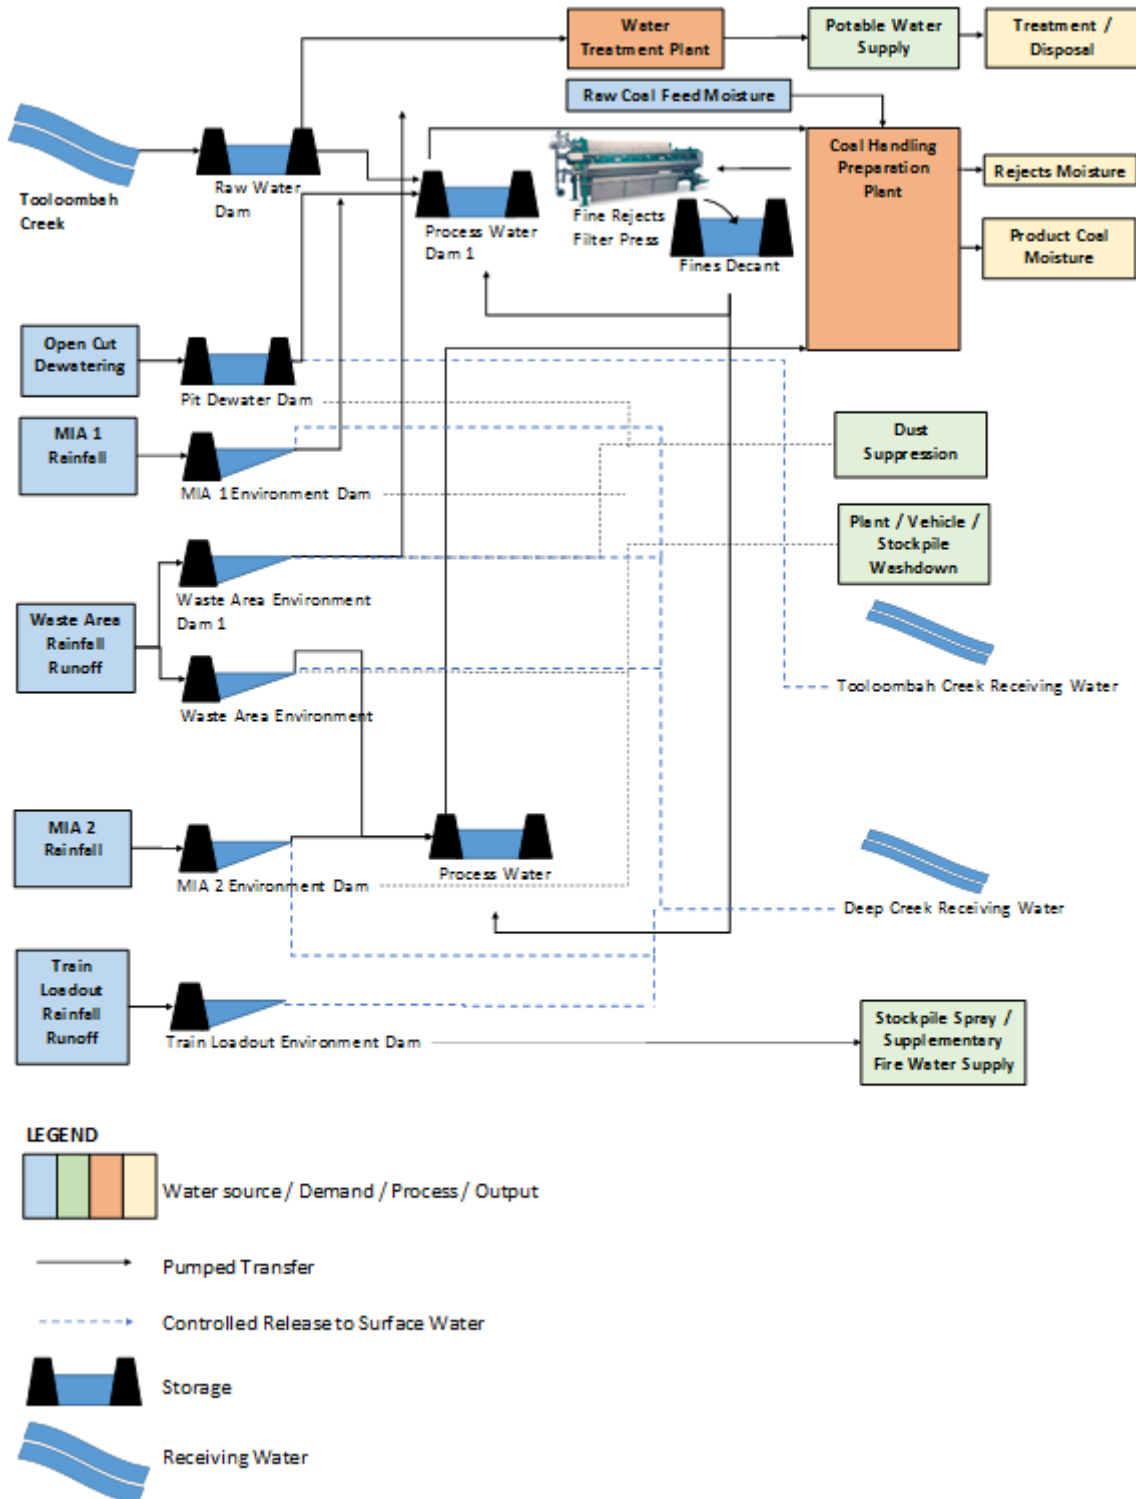 Water
Treatment Plant
Potable Water
Supply
Treatment /
Disposal
Raw Coal Feed Moisture
Tooloombah
Creek
Raw Water
Dam
Process Water
Dam 1
Fine Rejects
Filter Press
Fines Decant
Coal Handling
Preparation
Plant
Rejects Moisture
Product Coal
Moisture
Open Cut
Dewatering
Pit Dewater Dam
MIA 1
Rainfall
MIA 1 Environment Dam
Dust
Suppression
Plant / Vehicle /
Stockpile
Washdown
Waste Area Environment
Dam 1
Waste Area
Rainfall
Runoff
Waste Area Environment
Tooloombah Creek Receiving Water
MIA 2
Rainfall
MIA 2 Environment Dam
Process Water
Deep Creek Receiving Water
Train
Loadout
Rainfall
Runoff
Train Loadout Environment Dam
Stockpile Spray /
Supplementary
Fire Water Supply
LEGEND
Water source / Demand / Process / Output
Pumped Transfer
Controlled Release to Surface Water
Storage
Receiving Water